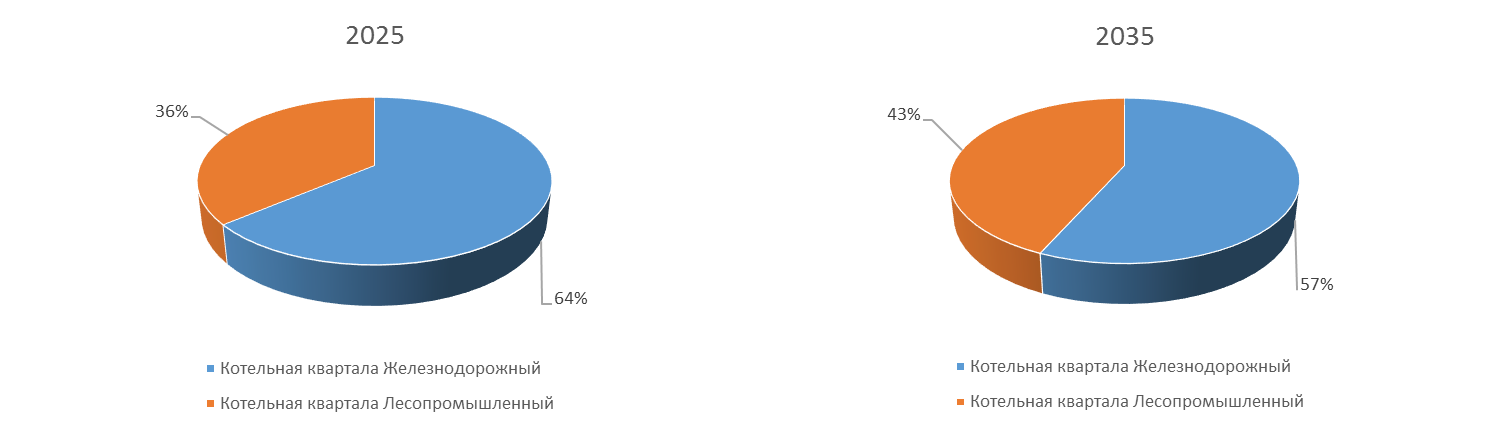 2025
36%
64%
Котельная квартала Железнодорожный
Котельная квартала Лесопромышленный
2035
43%
57%
Котельная квартала Железнодорожный
Котельная квартала Лесопромышленный